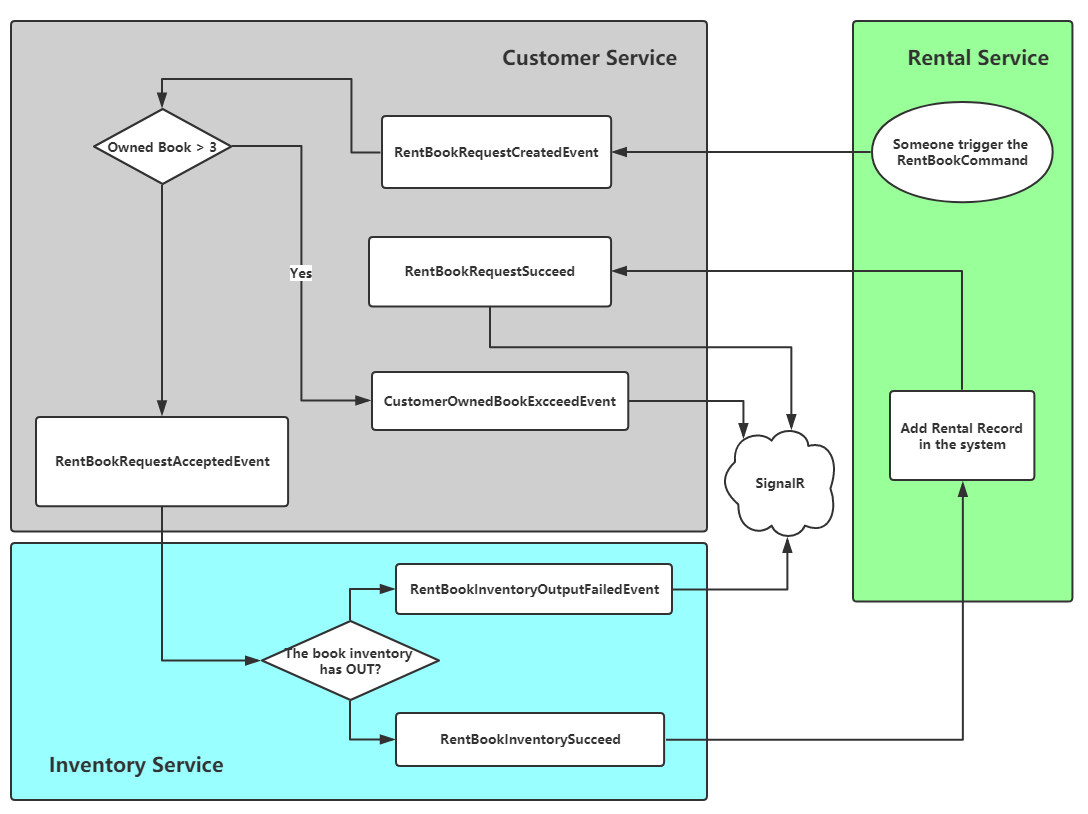 Customer Service
Rental Service
Owned Book > 3
RentBookRequestCreatedEvent
Someone trigger the
RentBookCommand
Yes
RentBookRequestSucceed
CustomerOwnedBookExcceedEvent
Add Rental Record
in the system
RentBookRequestAcceptedEvent
SignalR
RentBookInventoryOutputFailedEvent
The book inventory
has OUT?
RentBookInventorySucceed
Inventory Service